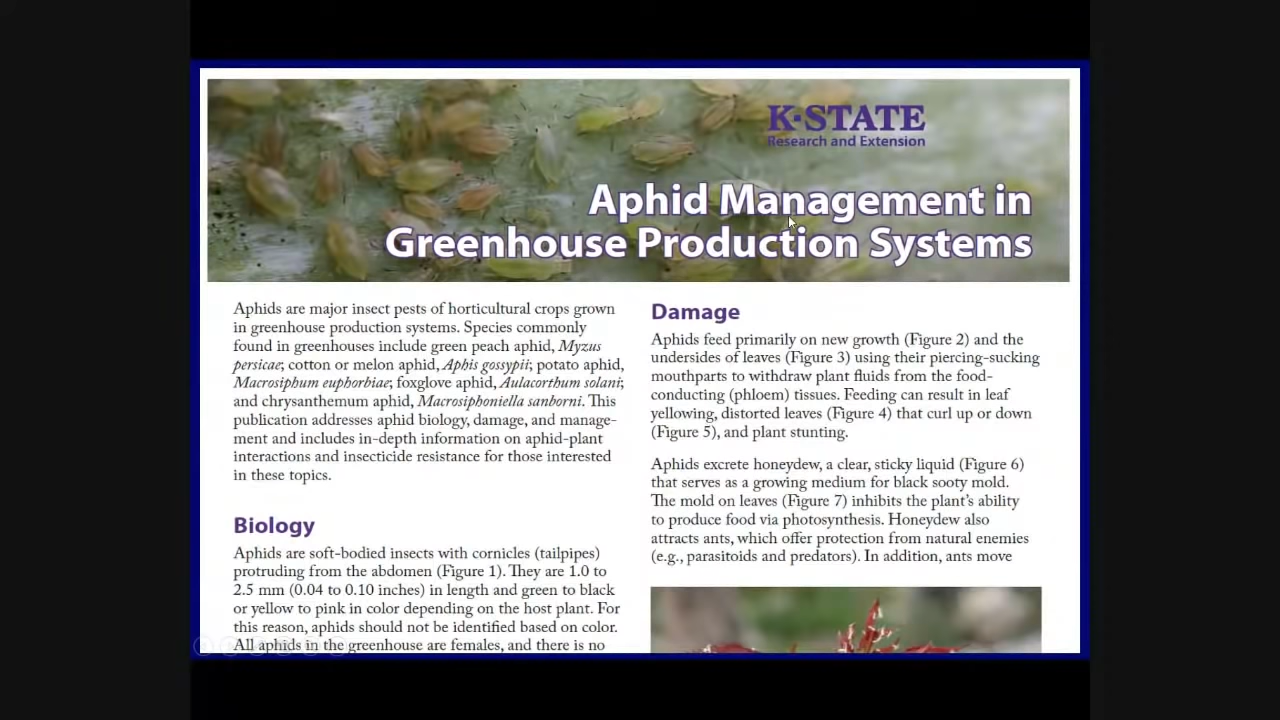 K·STATE
Research and Extension
Aphid Management in
Greenhouse Production Systems
Aphids are major insect pests of horticultural crops grown
in greenhouse production systems. Species commonly
found in greenhouses include green peach aphid, Myzus
persicae; cotton or melon aphid, Aphis gossypii; potato aphid,
Macrosiphum euphorbiae; foxglove aphid, Aulacorthum solani;
and chrysanthemum aphid, Macrosiphoniella sanborni. This
publication addresses aphid biology, damage, and manage-
ment and includes in-depth information on aphid-plant
interactions and insecticide resistance for those interested
in these topics.
Biology
Aphids are soft-bodied insects with cornicles (tailpipes)
protruding from the abdomen (Figure 1). They are 1.0 to
2.5 mm (0.04 to 0.10 inches) in length and green to black
or yellow to pink in color depending on the host plant. For
this reason, aphids should not be identified based on color.
All aphids in the greenhouse are females, and there is no
Damage
Aphids feed primarily on new growth (Figure 2) and the
undersides of leaves (Figure 3) using their piercing-sucking
mouthparts to withdraw plant fluids from the food-
conducting (phloem) tissues. Feeding can result in leaf
yellowing, distorted leaves (Figure 4) that curl up or down
(Figure 5), and plant stunting.
Aphids excrete honeydew, a clear, sticky liquid (Figure 6)
that serves as a growing medium for black sooty mold.
The mold on leaves (Figure 7) inhibits the plant's ability
to produce food via photosynthesis. Honeydew also
attracts ants, which offer protection from natural enemies
(e.g., parasitoids and predators). In addition, ants move